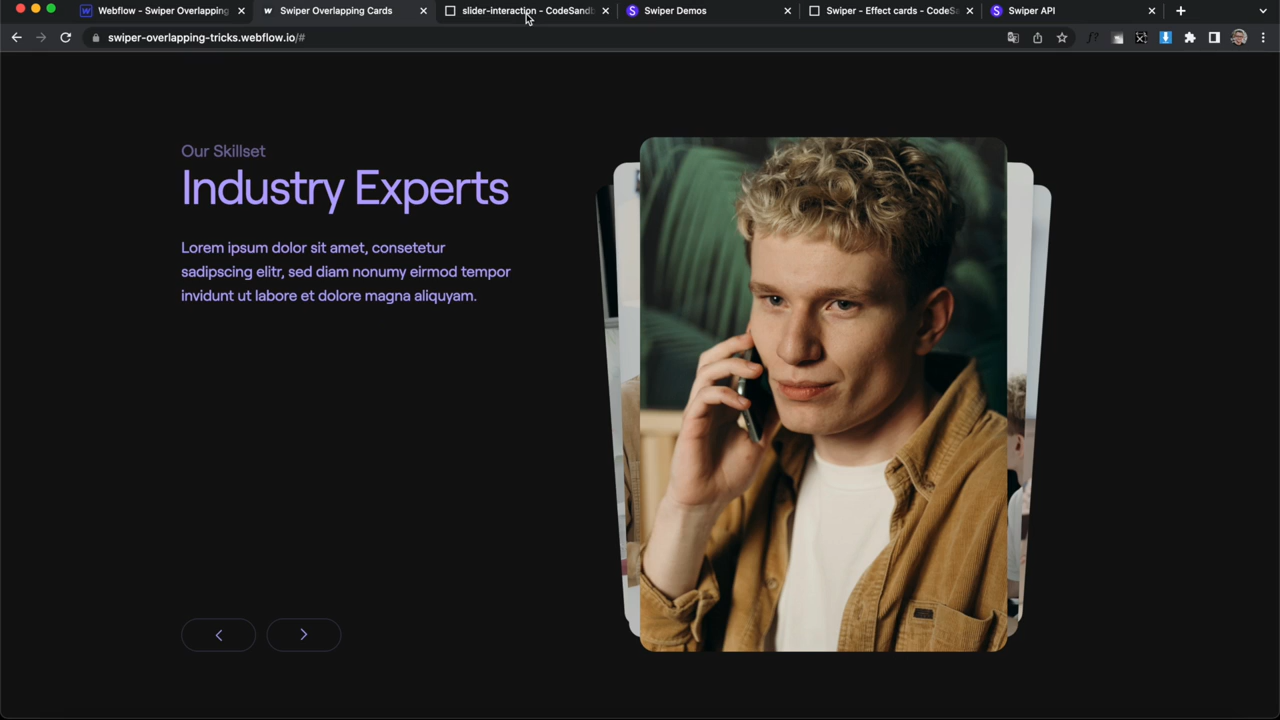 Webflow - Swiper Overlapping
Swiper Overlapping Cards
slider-interaction - CodeSandb
Swiper Demos
Swiper - Effect cards - CodeSa
Swiper API
swiper-overlapping-tricks.webflow.io/#
Our Skillset
Industry Experts
Lorem ipsum dolor sit amet, consetetur
sadipscing elitr, sed diam nonumy eirmod tempor
invidunt ut labore et dolore magna aliquyam.